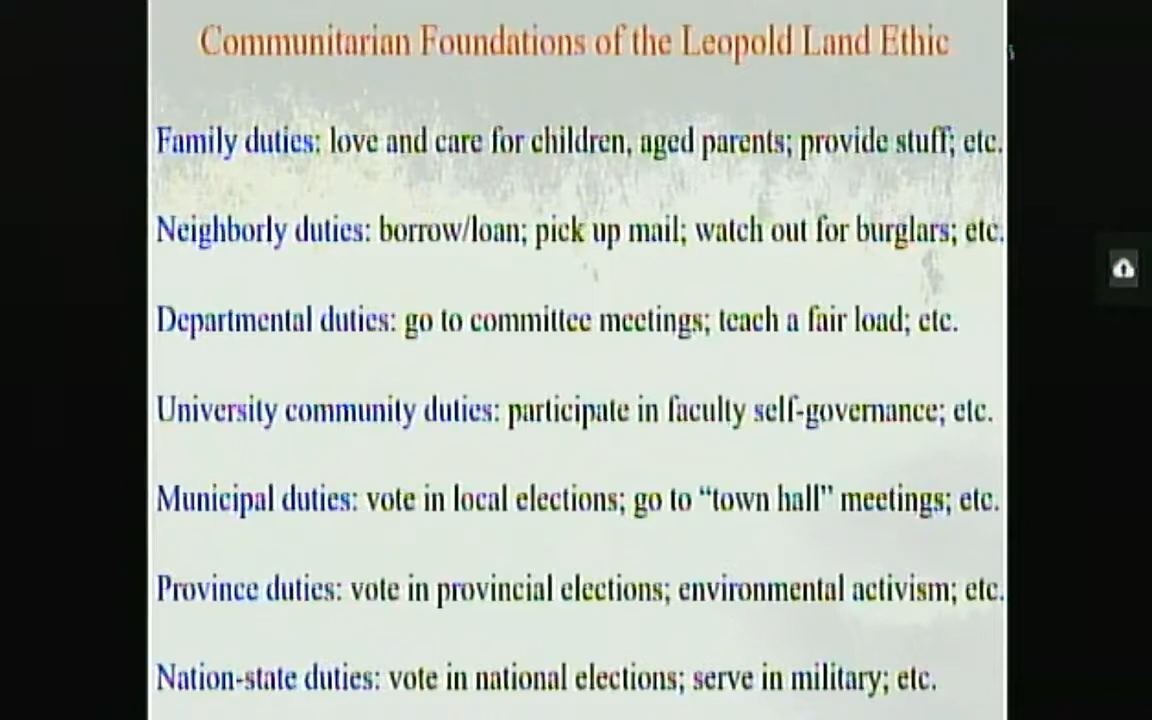 Communitarian Foundations of the Leopold Land Ethic
Family duties: love and care for children, aged parents; provide stuff; etc.
Neighborly duties: borrow/loan; pick up mail; watch out for burglars; etc.
Departmental duties: go to committee meetings; teach a fair load; etc.
University community duties: participate in faculty self-governance; etc.
Municipal duties: vote in local elections; go to “town hall” meetings; etc.
Province duties: vote in provincial elections; environmental activism; etc.
Nation-state duties: vote in national elections; serve in military; etc.